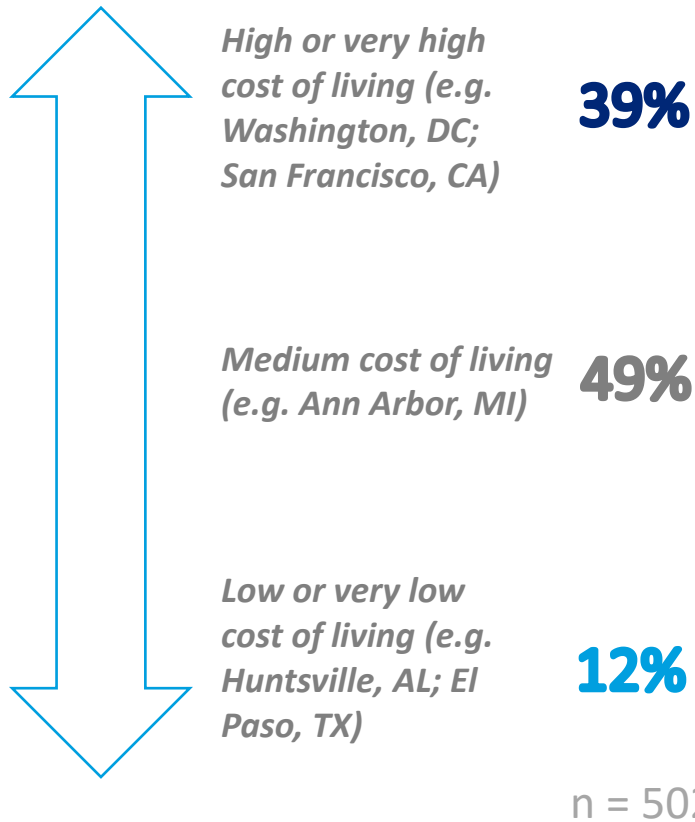 High or very high
cost of living (e.g.
Washington, DC;
San Francisco, CA)
39%
Medium cost of living
(e.g. Ann Arbor, MI)
49%
Low or very low
cost of living (e.g.
Huntsville, AL; El
Paso, TX)
12%
n = 502